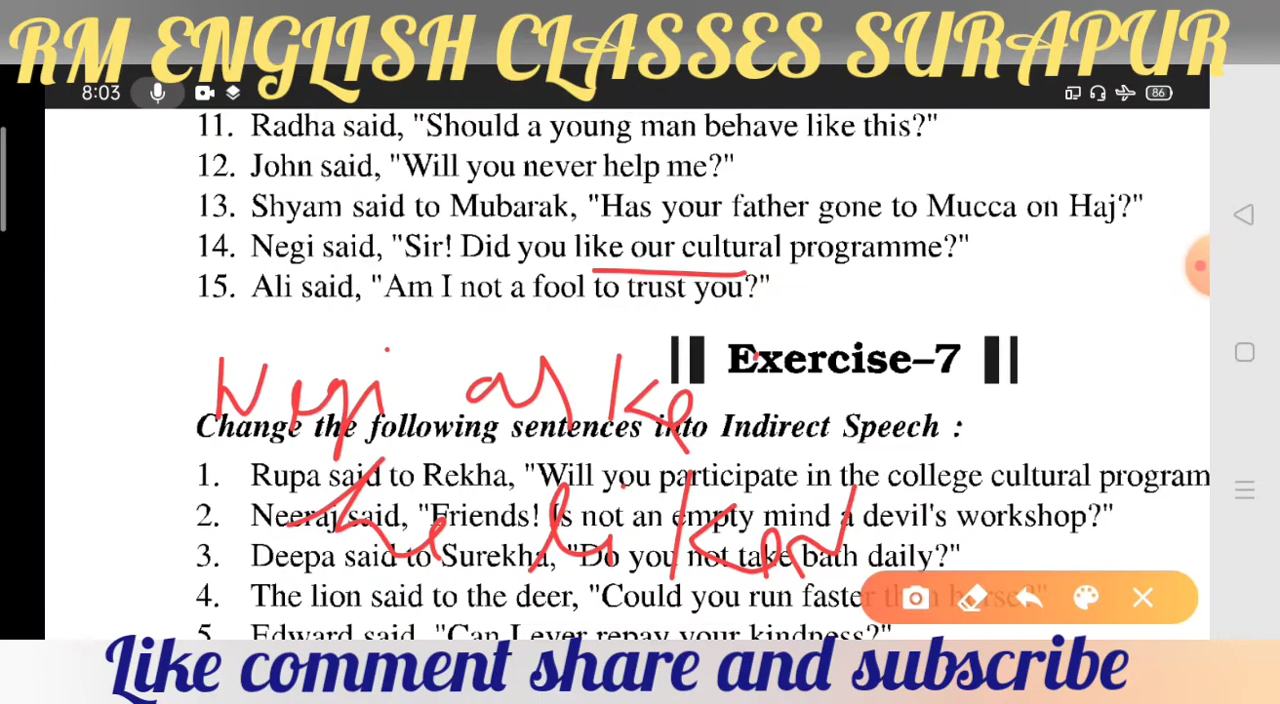 RM ENGLISH CLASSES SURAPUR
8:03 86
11. Radha said, "Should a young man behave like this?"
12. John said, "Will you never help me?"
13. Shyam said to Mubarak, "Has your father gone to Mucca on Haj?"
14. Negi said, "Sir! Did you like our cultural programme?"
15. Ali said, "Am I not a fool to trust you?"
Exercise–7
Negi aske
Change the following sentences into Indirect Speech :
1. Rupa said to Rekha, "Will you participate in the college cultural program
he liked
2. Neeraj said, "Friends! Is not an empty mind a devil's workshop?"
3. Deepa said to Surekha, "Do you not take bath daily?"
4. The lion said to the deer, "Could you run faster than horse?"
5. Edward said, "Can I ever repay your kindness?"
Like comment share and subscribe